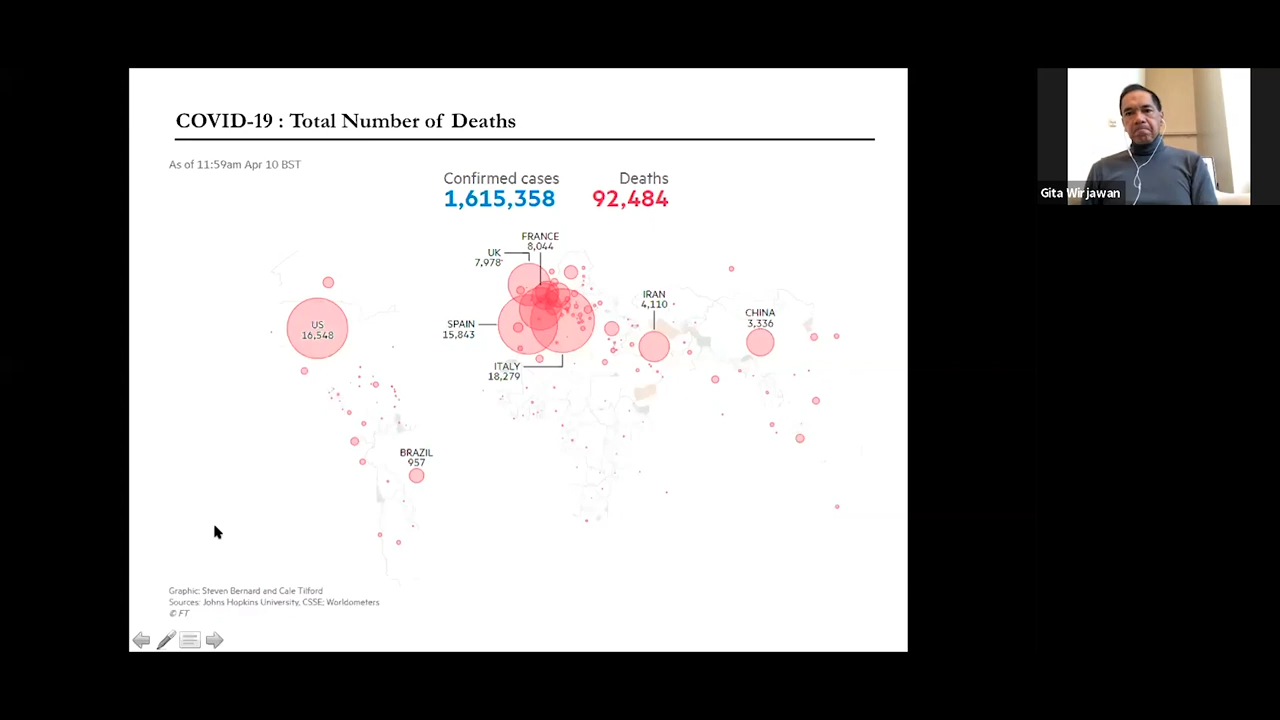 COVID-19 : Total Number of Deaths
As of 11:59am Apr 10 BST
Confirmed cases
1,615,358
Deaths
92,484
FRANCE
8,044
UK
7,978*
US
16,548
SPAIN
15,843
ITALY
18,279
IRAN
4,110
CHINA
3,336
BRAZIL
957
Graphic: Steven Bernard and Cale Tilford
Sources: Johns Hopkins University, CSSE; Worldometers
© FT
Gita Wirjawan